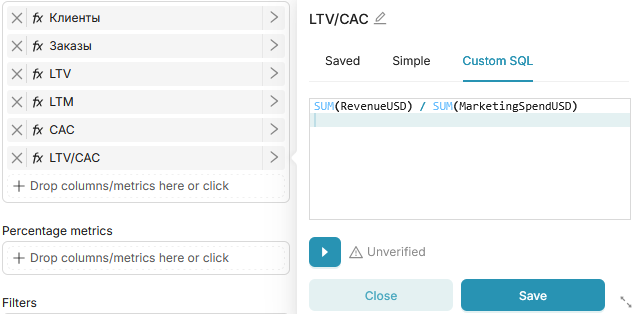 fx Клиенты
fx Заказы
fx LTV
fx LTM
fx CAC
fx LTV/CAC
+ Drop columns/metrics here or click
Percentage metrics
+ Drop columns/metrics here or click
Filters
LTV/CAC
Saved Simple Custom SQL
SUM(RevenueUSD) / SUM(MarketingSpendUSD)
Unverified
Close Save